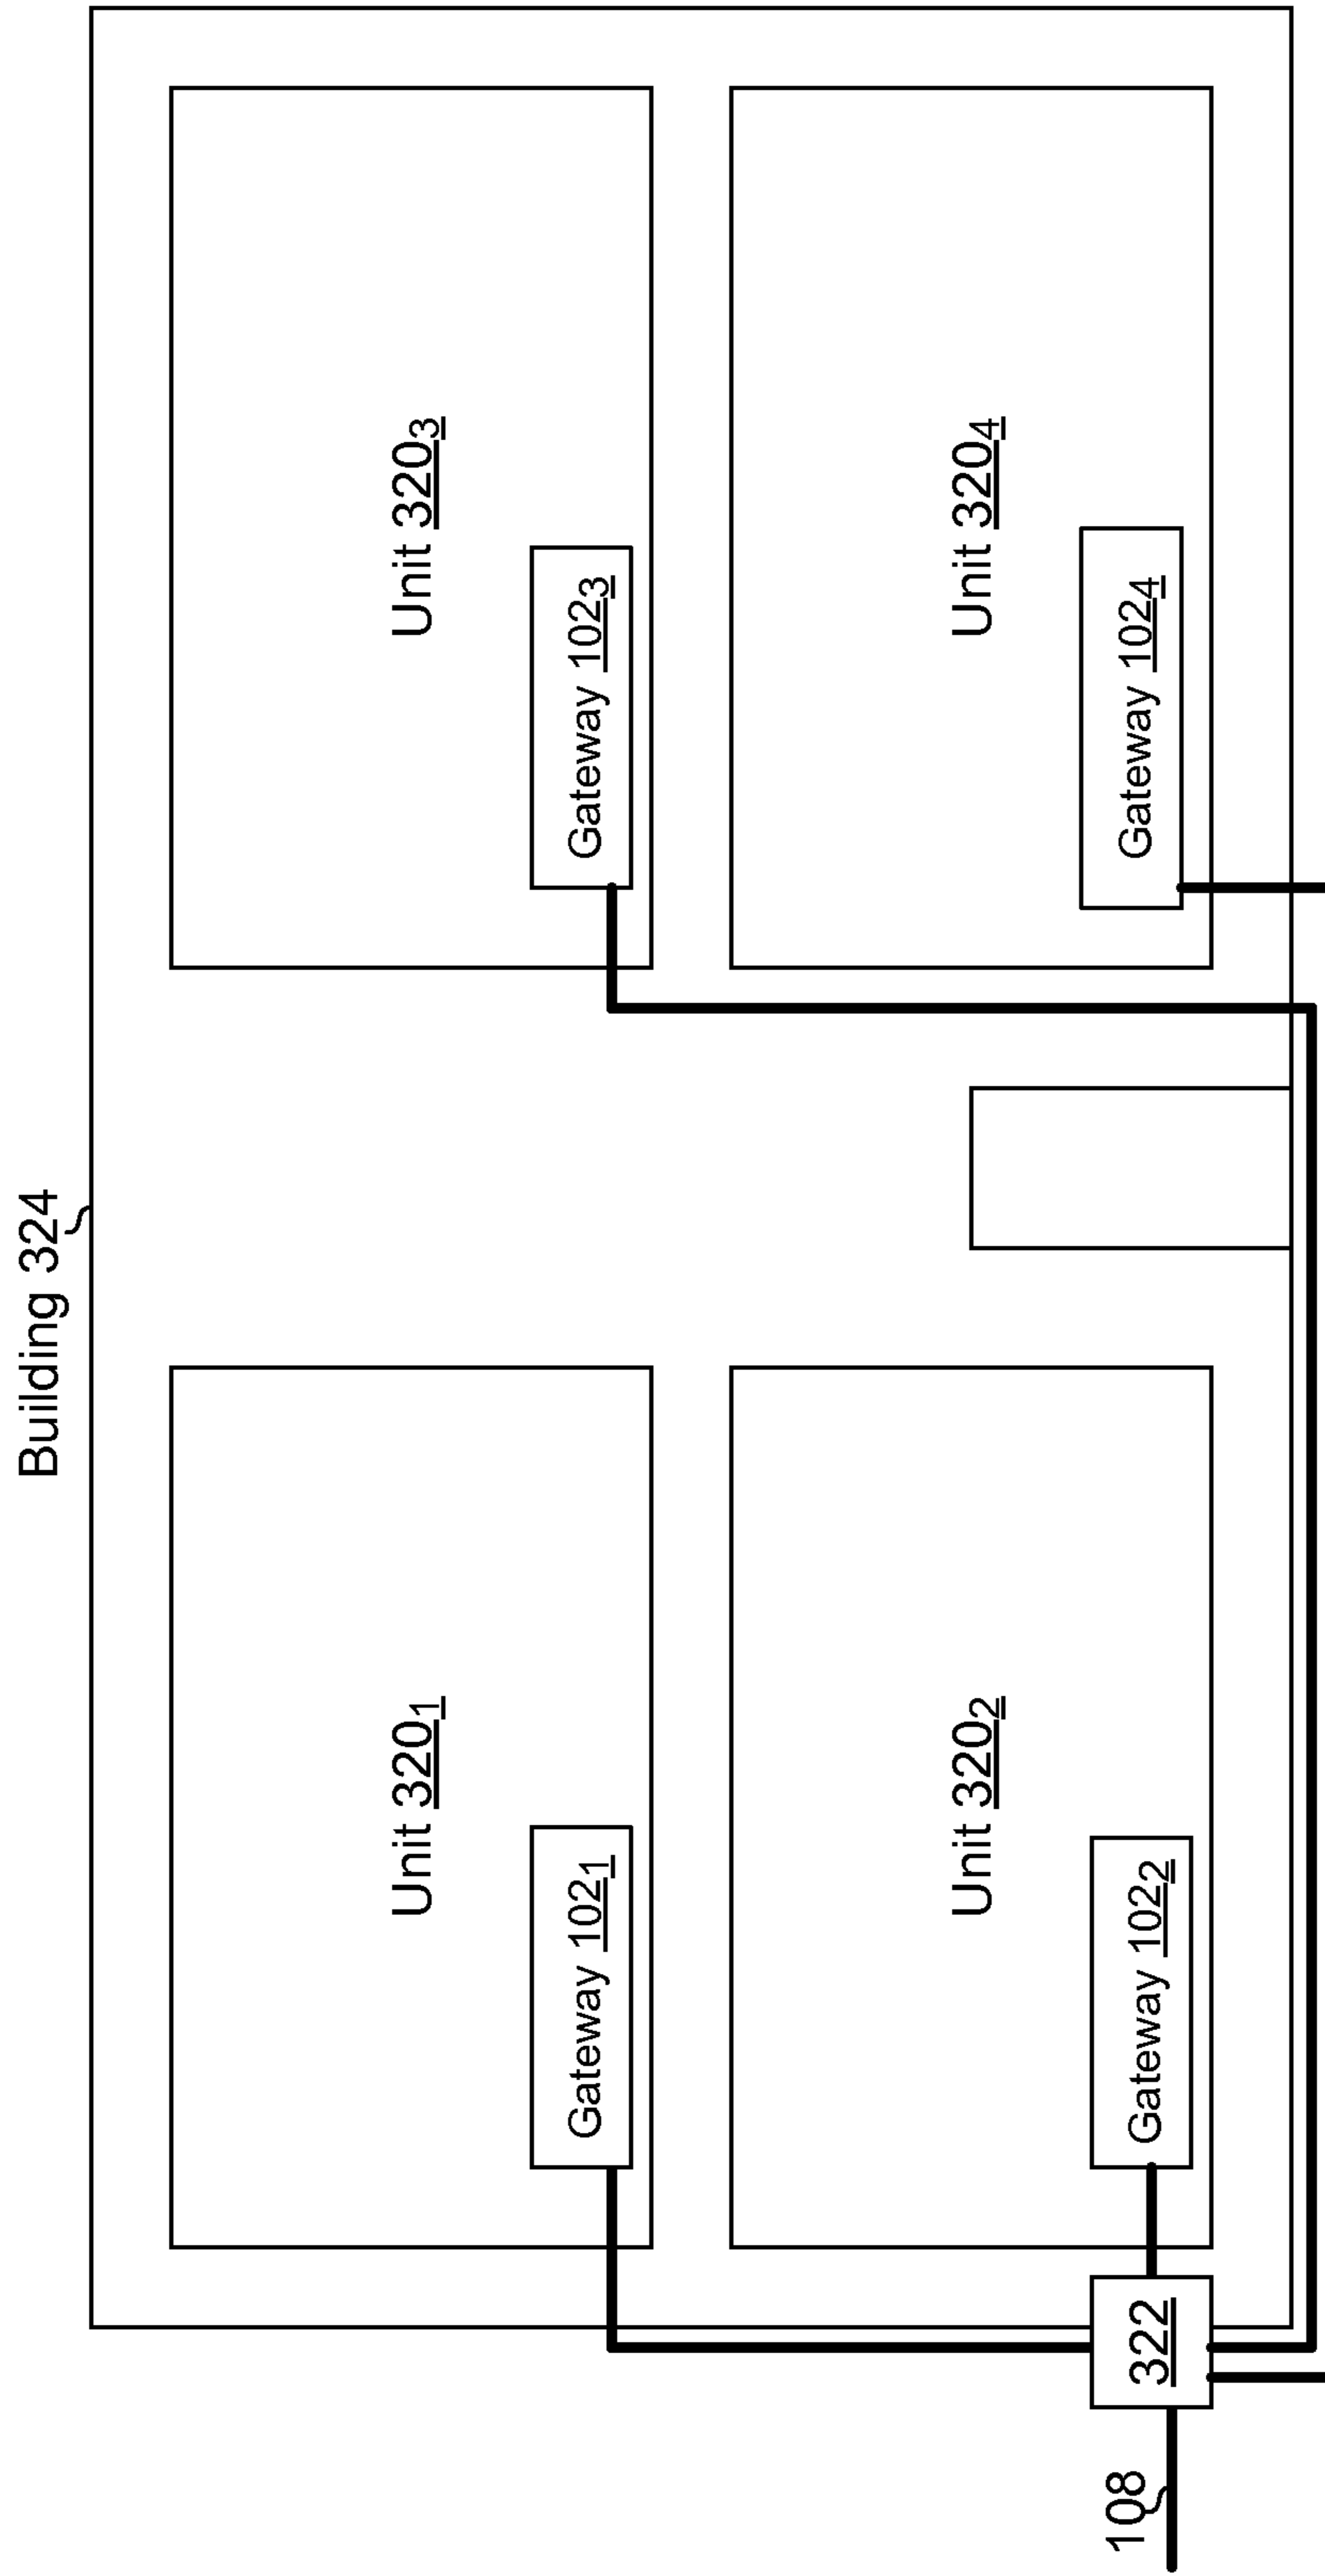 Building 324
Unit 320₁
Unit 320₃
Gateway 102₁
Gateway 102₃
Unit 320₂
Unit 320₄
Gateway 102₂
Gateway 102₄
322
108